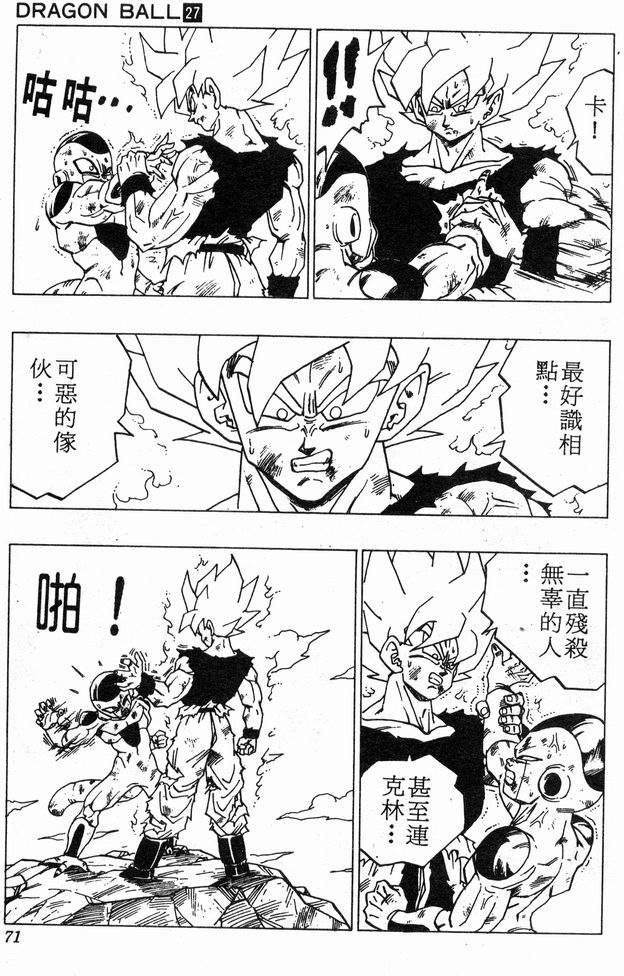 DRAGON BALL 27
卡！
!!
咕咕…
最好識相
點…
可惡的傢
伙…
一直殘殺
無辜的人
…
甚至連
克林…
啪！
71